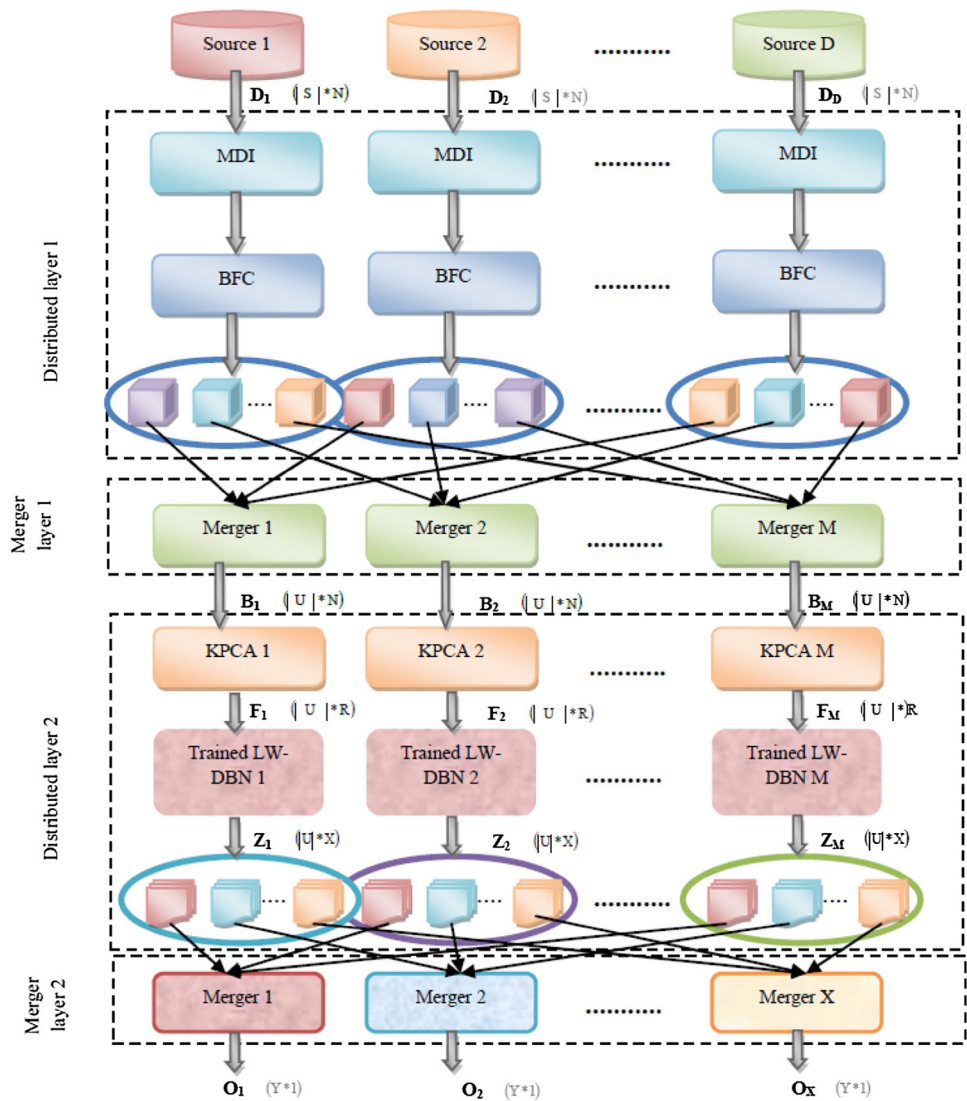 Source 1
Source 2
...........
Source D
D1 (| S |*N)
D2 (| S |*N)
DD (| S |*N)
Distributed layer 1
MDI
MDI
...........
MDI
BFC
BFC
...........
BFC
....
....
...........
....
Merger
layer 1
Merger 1
Merger 2
...........
Merger M
B1 (| U |*N)
B2 (| U |*N)
BM (| U |*N)
Distributed layer 2
KPCA 1
KPCA 2
...........
KPCA M
F1 (| U |*R)
F2 (| U |*R)
FM (| U |*)R
Trained LW-
DBN 1
Trained LW-
DBN 2
...........
Trained LW-
DBN M
Z1 (|U|*X)
Z2 (|U|*X)
ZM (|U|*X)
....
....
...........
....
Merger
layer 2
Merger 1
Merger 2
...........
Merger X
O1 (Y*1)
O2 (Y*1)
OX (Y*1)